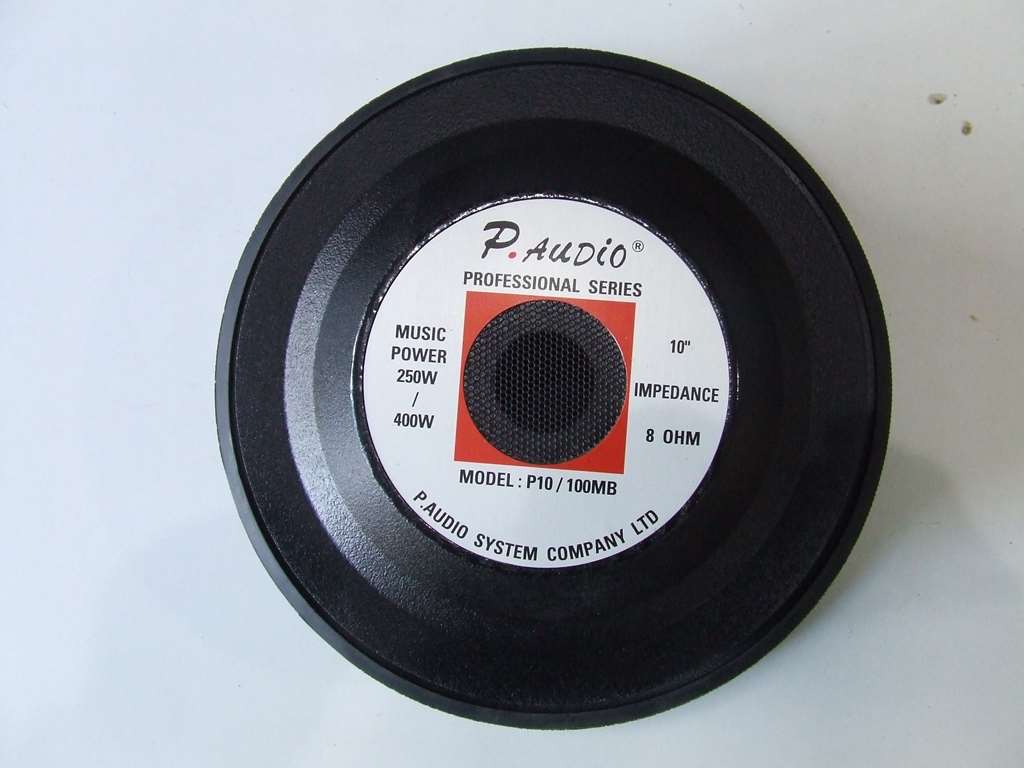 P.AUDIO®
PROFESSIONAL SERIES
MUSIC
POWER
250W
/
400W
10"
IMPEDANCE
8 OHM
MODEL : P10 / 100MB
P.AUDIO SYSTEM COMPANY LTD